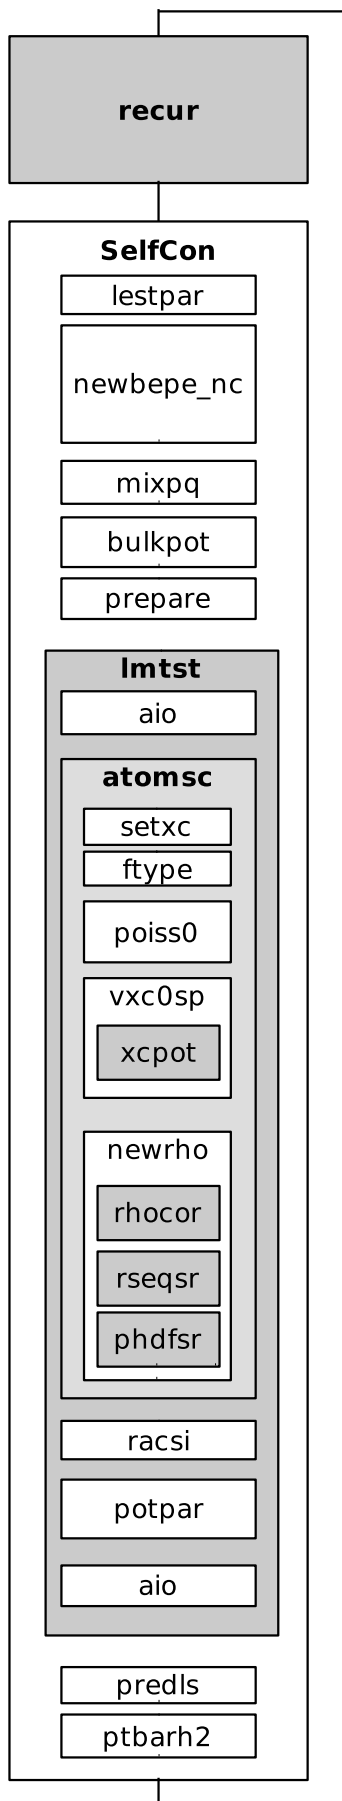 recur
SelfCon
lestpar
newbepe_nc
mixpq
bulkpot
prepare
lmtst
aio
atomsc
setxc
ftype
poiss0
vxc0sp
xcpot
newrho
rhocor
rseqsr
phdfsr
racsi
potpar
aio
predls
ptbarh2